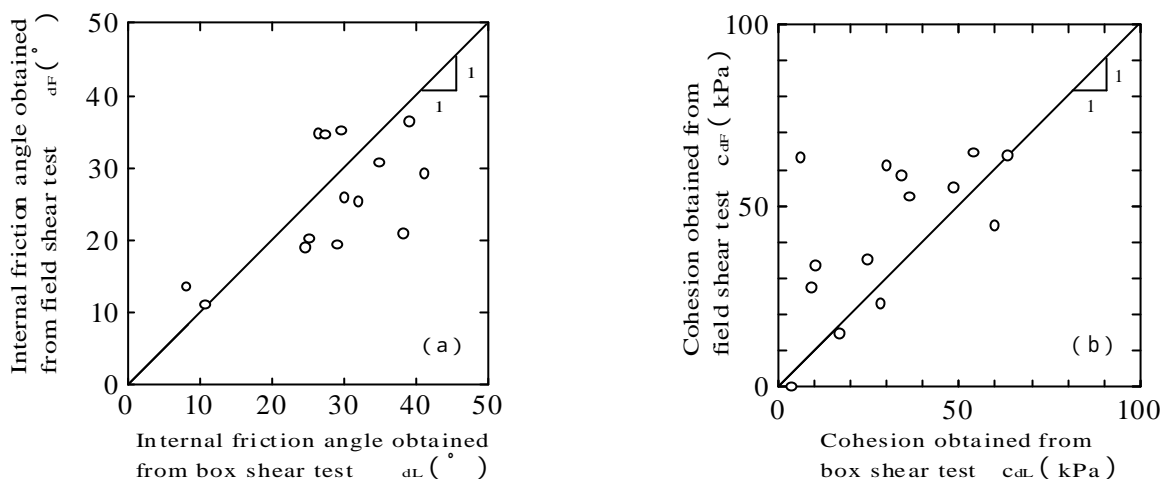 Internal friction angle obtained
from field shear test dF(°)
50
40
30
20
10
0
0 10 20 30 40 50
1
1
(a)
Internal friction angle obtained
from box shear test dL(°)
Cohesion obtained from
field shear test cdF(kPa)
100
50
0
0 50 100
1
1
(b)
Cohesion obtained from
box shear test cdL(kPa)